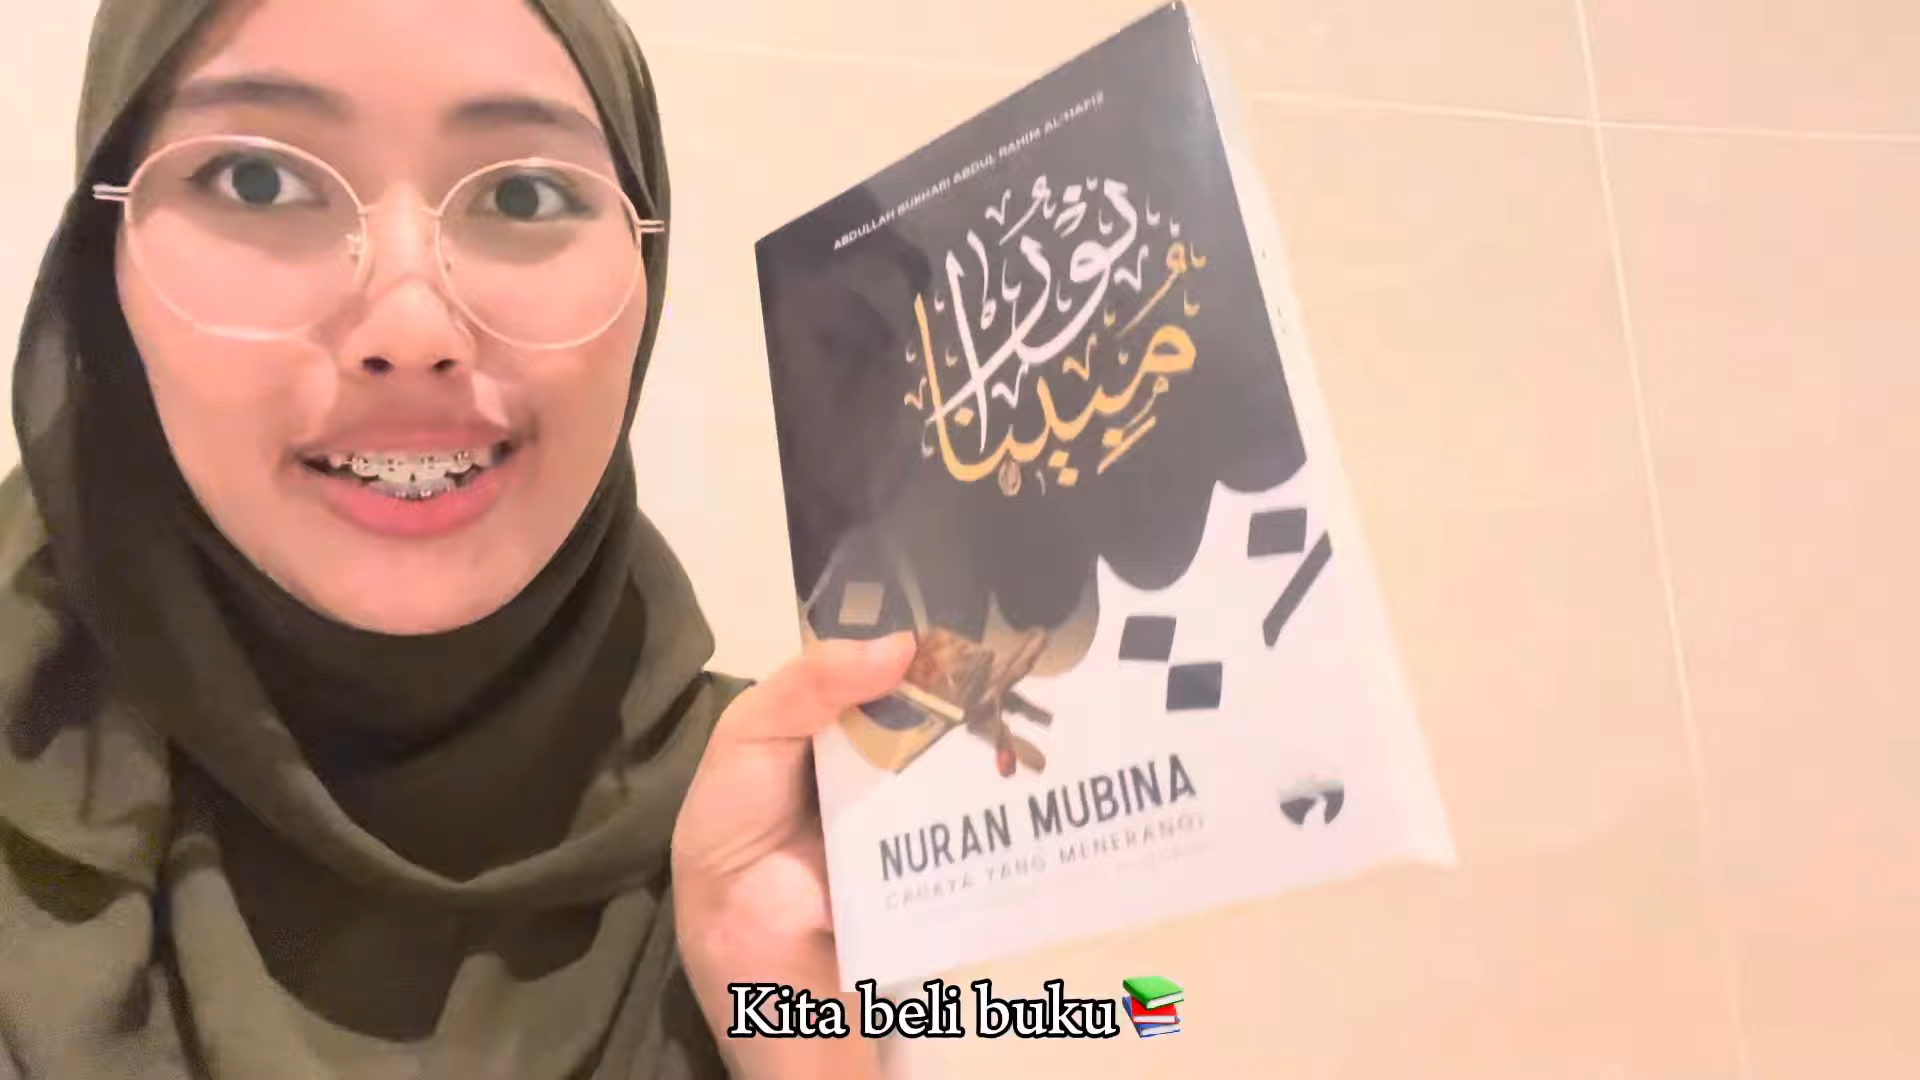 ABDULLAH BUKHARI ABDUL RAHIM AL-HAFIZ
نُورًا
مُبِينًا
NURAN MUBINA
CAHAYA YANG MENERANGI
Kita beli buku📚